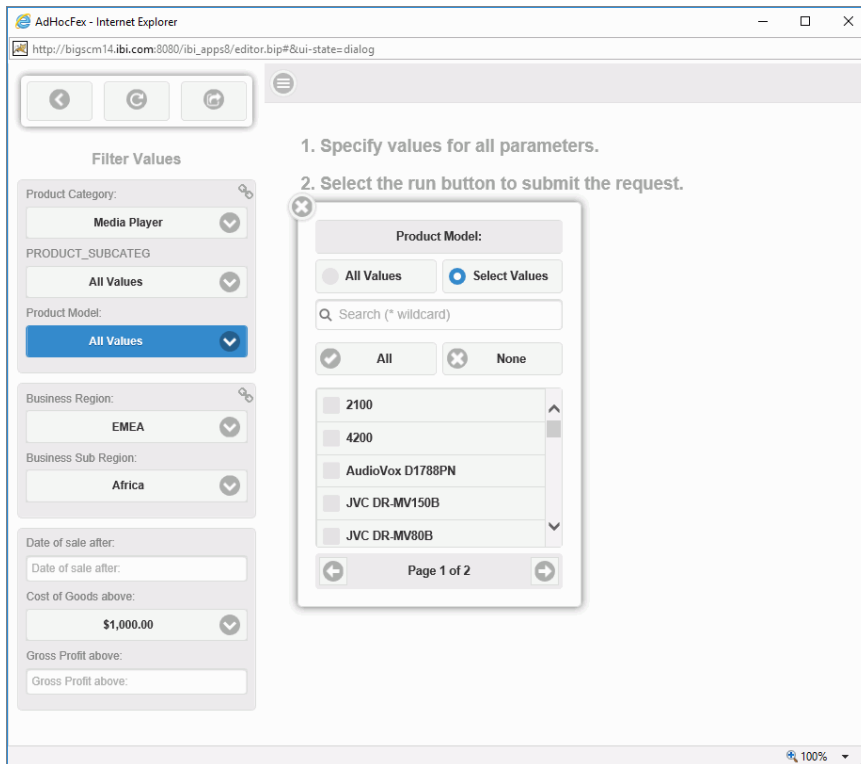 AdHocFex - Internet Explorer
http://bigscm14.ibi.com:8080/ibi_apps8/editor.bip#&ui-state=dialog
Filter Values
Product Category:
Media Player
PRODUCT_SUBCATEG
All Values
Product Model:
All Values
Business Region:
EMEA
Business Sub Region:
Africa
Date of sale after:
Date of sale after:
Cost of Goods above:
$1,000.00
Gross Profit above:
Gross Profit above:
1. Specify values for all parameters.
2. Select the run button to submit the request.
Product Model:
All Values Select Values
Search (* wildcard)
All None
2100
4200
AudioVox D1788PN
JVC DR-MV150B
JVC DR-MV80B
Page 1 of 2
100%